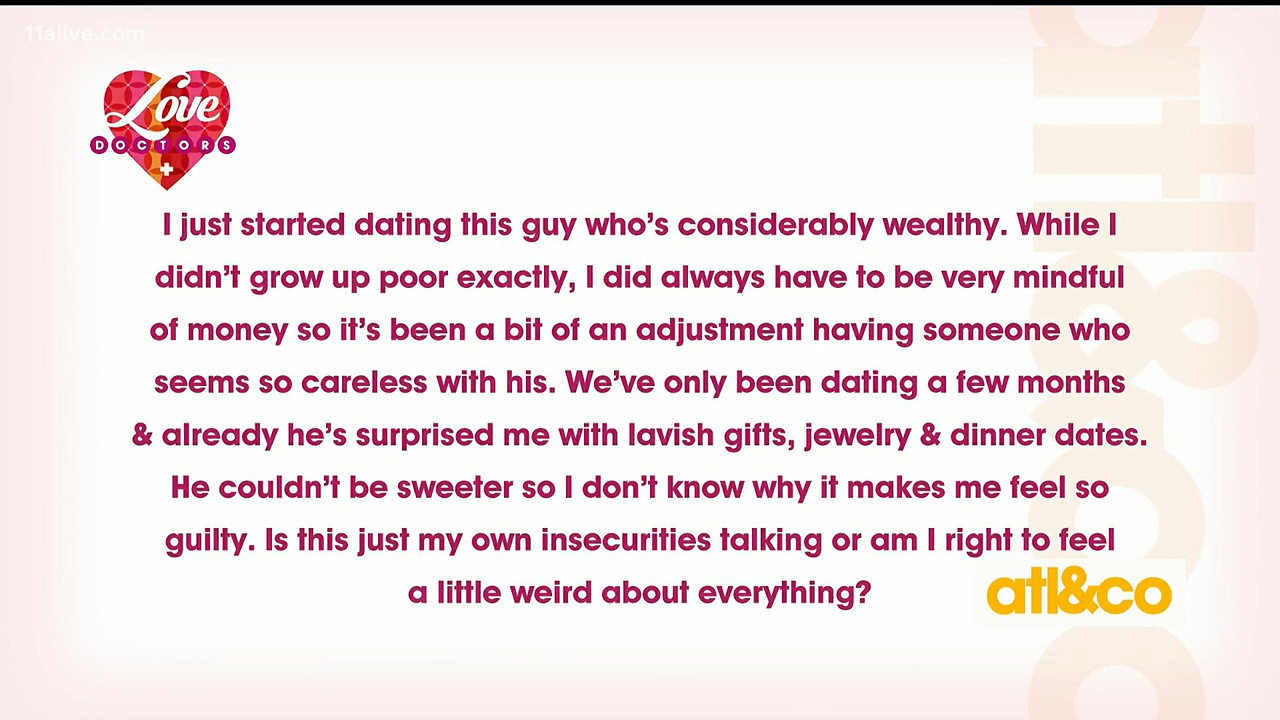 11alive.com
Love
DOCTORS
I just started dating this guy who's considerably wealthy. While I
didn't grow up poor exactly, I did always have to be very mindful
of money so it's been a bit of an adjustment having someone who
seems so careless with his. We've only been dating a few months
& already he's surprised me with lavish gifts, jewelry & dinner dates.
He couldn't be sweeter so I don't know why it makes me feel so
guilty. Is this just my own insecurities talking or am I right to feel
a little weird about everything?
atl&co
atl&co